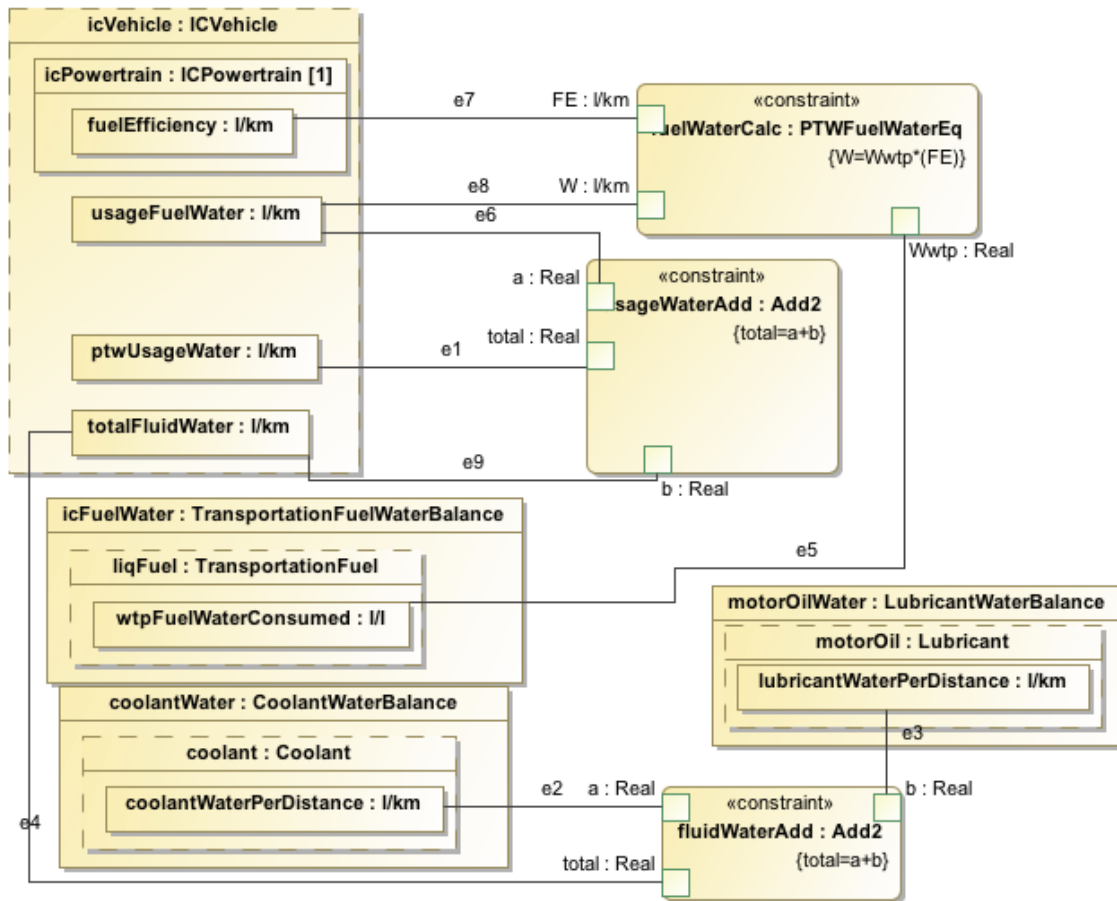 icVehicle : ICVehicle
icPowertrain : ICPowertrain [1]
fuelEfficiency : l/km
e7
FE : l/km
«constraint»
fuelWaterCalc : PTWFuelWaterEq
{W=Wwtp*(FE)}
usageFuelWater : l/km
e8
W : l/km
e6
Wwtp : Real
a : Real
«constraint»
sageWaterAdd : Add2
{total=a+b}
total : Real
ptwUsageWater : l/km
e1
totalFluidWater : l/km
e9
b : Real
icFuelWater : TransportationFuelWaterBalance
liqFuel : TransportationFuel
wtpFuelWaterConsumed : l/l
e5
motorOilWater : LubricantWaterBalance
motorOil : Lubricant
lubricantWaterPerDistance : l/km
e3
coolantWater : CoolantWaterBalance
coolant : Coolant
coolantWaterPerDistance : l/km
e2
a : Real
«constraint»
b : Real
fluidWaterAdd : Add2
{total=a+b}
e4
total : Real